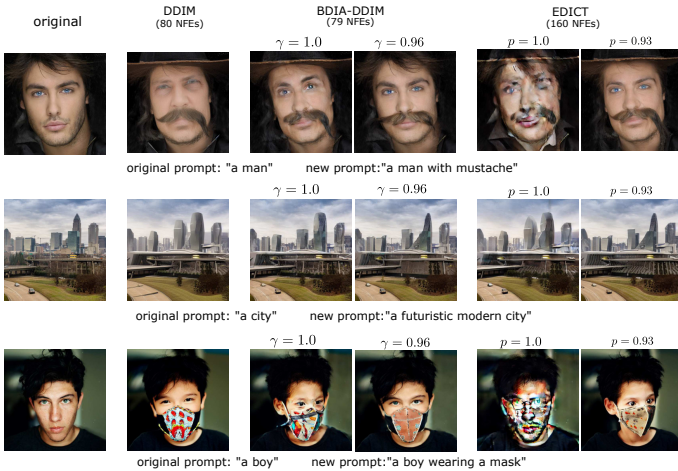 original
DDIM
(80 NFEs)
BDIA-DDIM
(79 NFEs)
EDICT
(160 NFEs)
γ = 1.0
γ = 0.96
p = 1.0
p = 0.93
original prompt: "a man" new prompt:"a man with mustache"
γ = 1.0
γ = 0.96
p = 1.0
p = 0.93
original prompt: "a city" new prompt:"a futuristic modern city"
γ = 1.0
γ = 0.96
p = 1.0
p = 0.93
original prompt: "a boy" new prompt:"a boy wearing a mask"